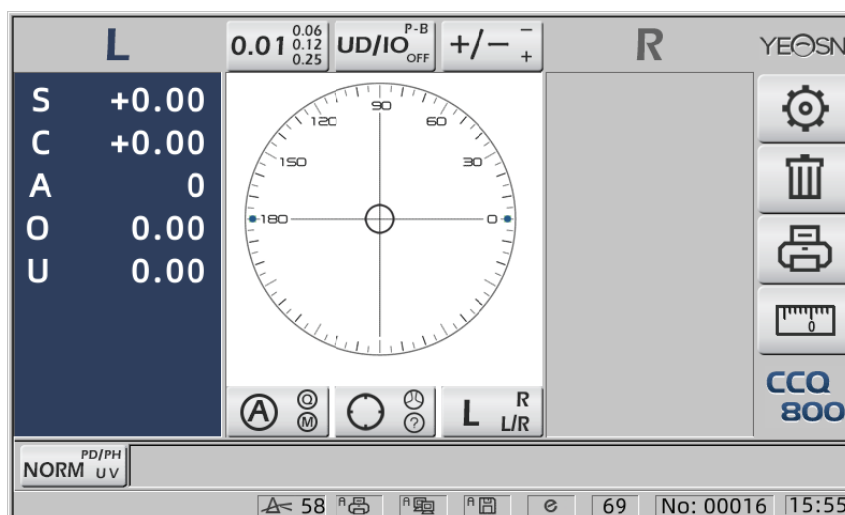 L
0.01 0.06 0.12 0.25
UD/IO P-B OFF
+/− − +
R
YEOSN
S +0.00
C +0.00
A 0
O 0.00
U 0.00
90
120
60
150
30
180
0
0
A Q M
?
L R L/R
CCQ
800
NORM PD/PH UV
58
A
A
A
e
69
No: 00016
15:55